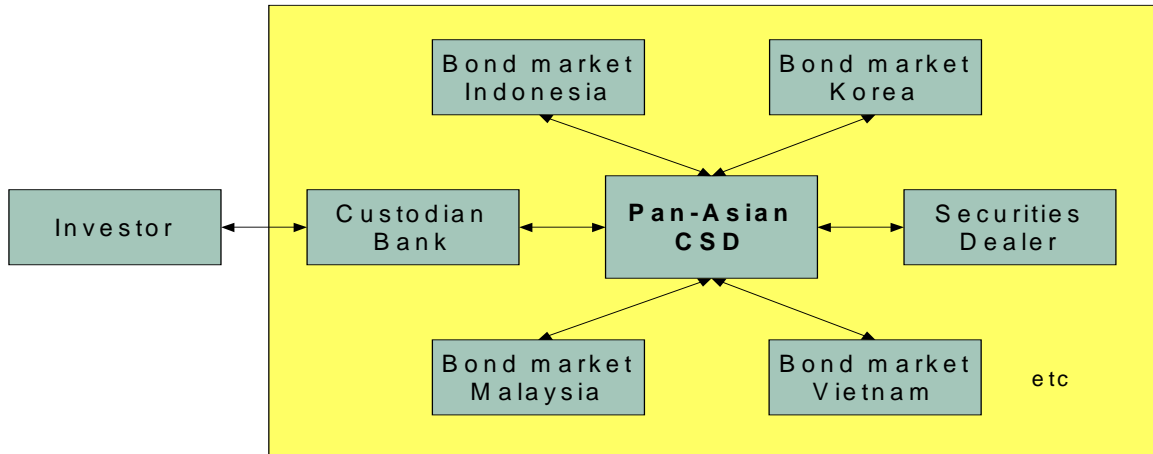 Bond market
Indonesia
Bond market
Korea
Investor
Custodian
Bank
Pan-Asian
CSD
Securities
Dealer
Bond market
Malaysia
Bond market
Vietnam
etc